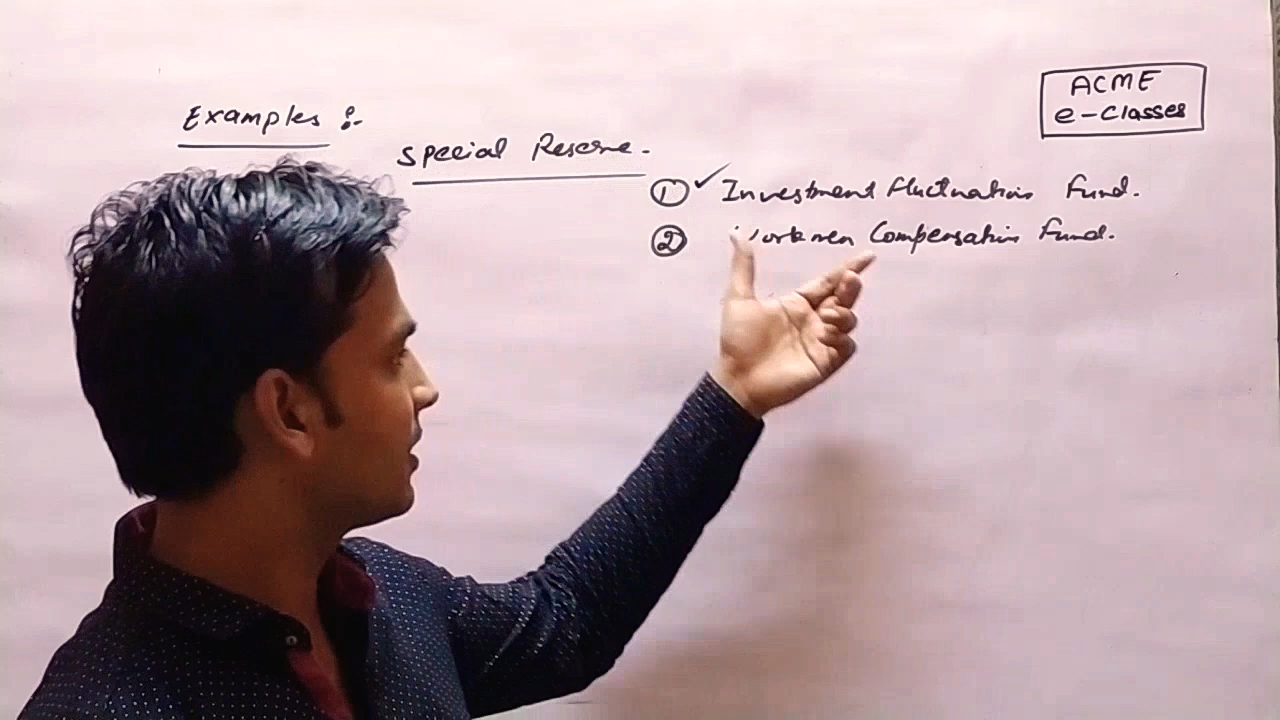 ACME
e-Classes
Examples :-
Special Reserve.
① ✓ Investment Fluctuation Fund.
② Workmen Compensation Fund.